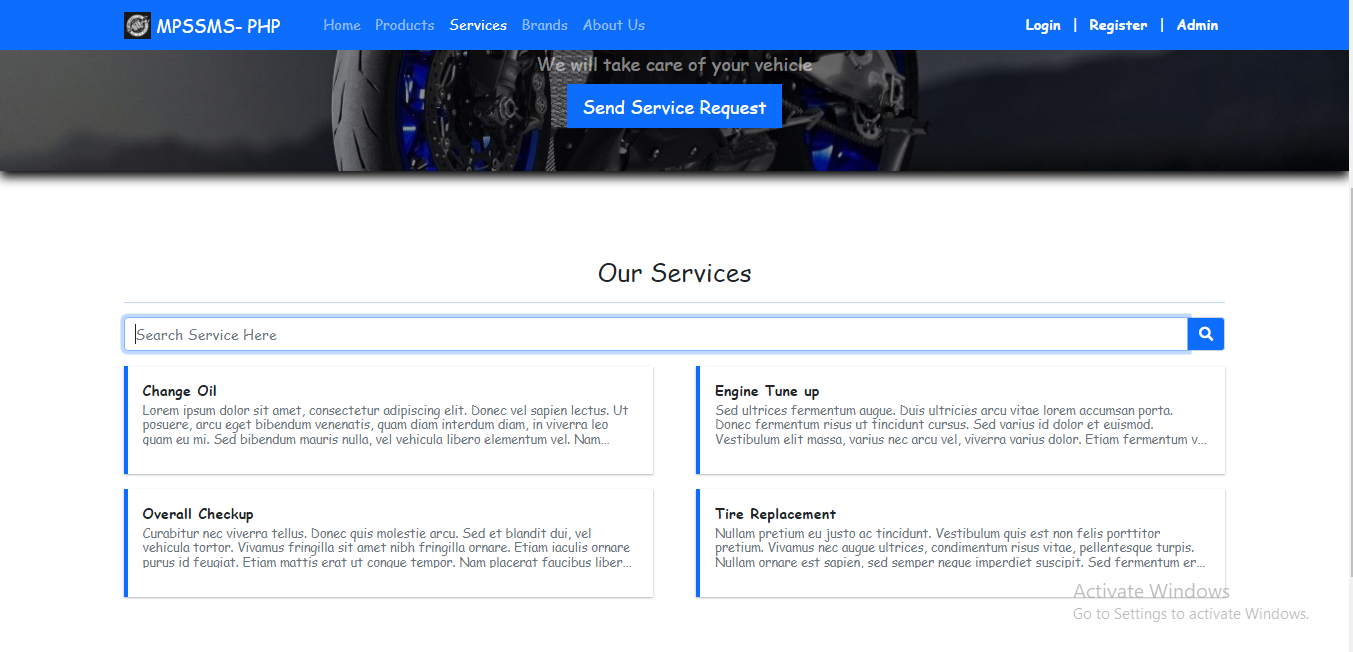 MPSSMS- PHP Home Products Services Brands About Us Login | Register | Admin
We will take care of your vehicle
Send Service Request
Our Services
Search Service Here
Change Oil
Lorem ipsum dolor sit amet, consectetur adipiscing elit. Donec vel sapien lectus. Ut
posuere, arcu eget bibendum venenatis, quam diam interdum diam, in viverra leo
quam eu mi. Sed bibendum mauris nulla, vel vehicula libero elementum vel. Nam...
Engine Tune up
Sed ultrices fermentum augue. Duis ultricies arcu vitae lorem accumsan porta.
Donec fermentum risus ut tincidunt cursus. Sed varius id dolor et euismod.
Vestibulum elit massa, varius nec arcu vel, viverra varius dolor. Etiam fermentum v...
Overall Checkup
Curabitur nec viverra tellus. Donec quis molestie arcu. Sed et blandit dui, vel
vehicula tortor. Vivamus fringilla sit amet nibh fringilla ornare. Etiam iaculis ornare
purus id feugiat. Etiam mattis erat ut congue tempor. Nam placerat faucibus liber...
Tire Replacement
Nullam pretium eu justo ac tincidunt. Vestibulum quis est non felis porttitor
pretium. Vivamus nec augue ultrices, condimentum risus vitae, pellentesque turpis.
Nullam ornare est sapien, sed semper neque imperdiet suscipit. Sed fermentum er...
Activate Windows
Go to Settings to activate Windows.